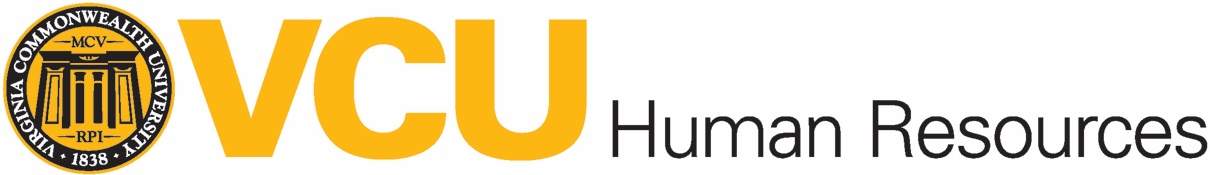 VIRGINIA COMMONWEALTH UNIVERSITY
MCV
RPI
· 1838 ·
VCU Human Resources